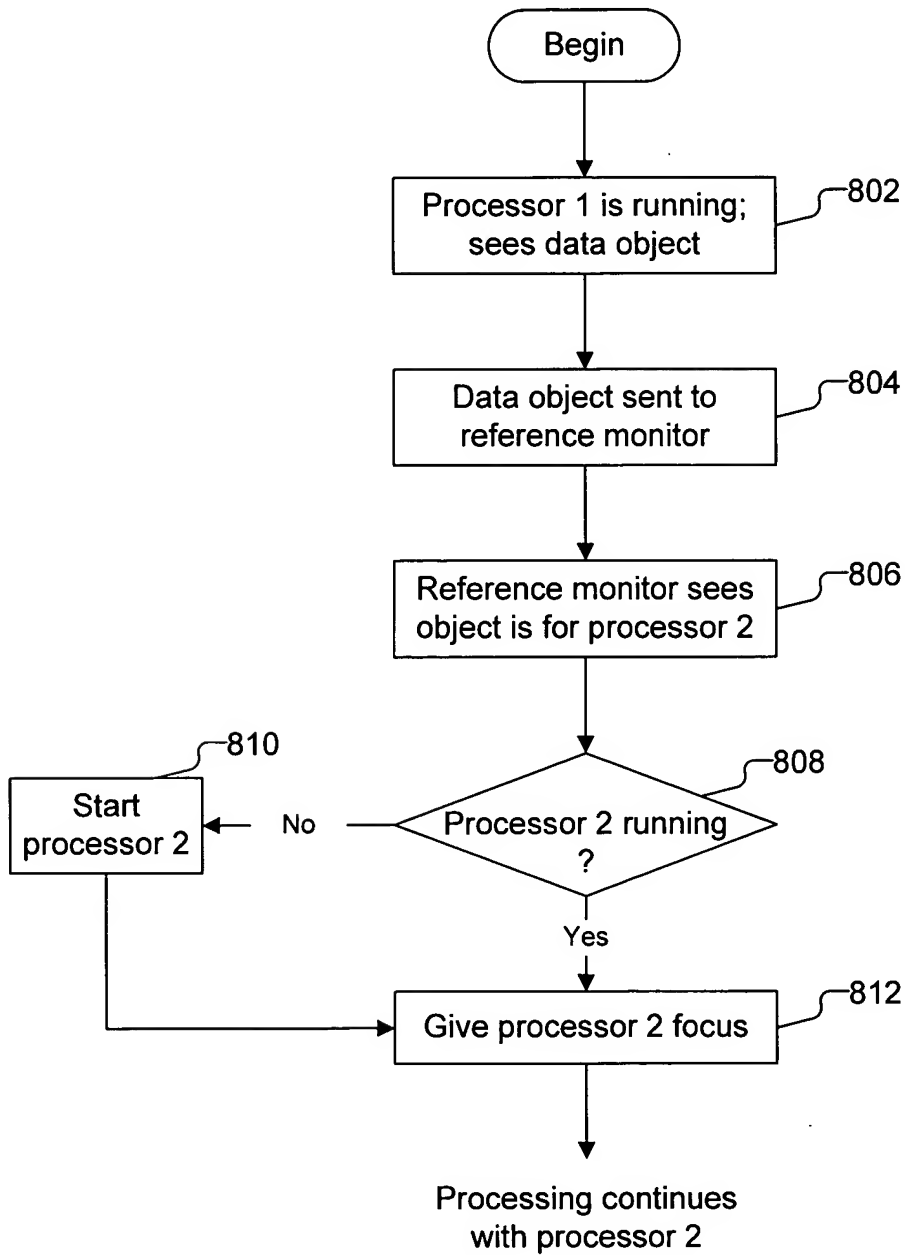 Begin
Processor 1 is running;
sees data object
802
Data object sent to
reference monitor
804
Reference monitor sees
object is for processor 2
806
Processor 2 running
?
808
No
Start
processor 2
810
Yes
Give processor 2 focus
812
Processing continues
with processor 2